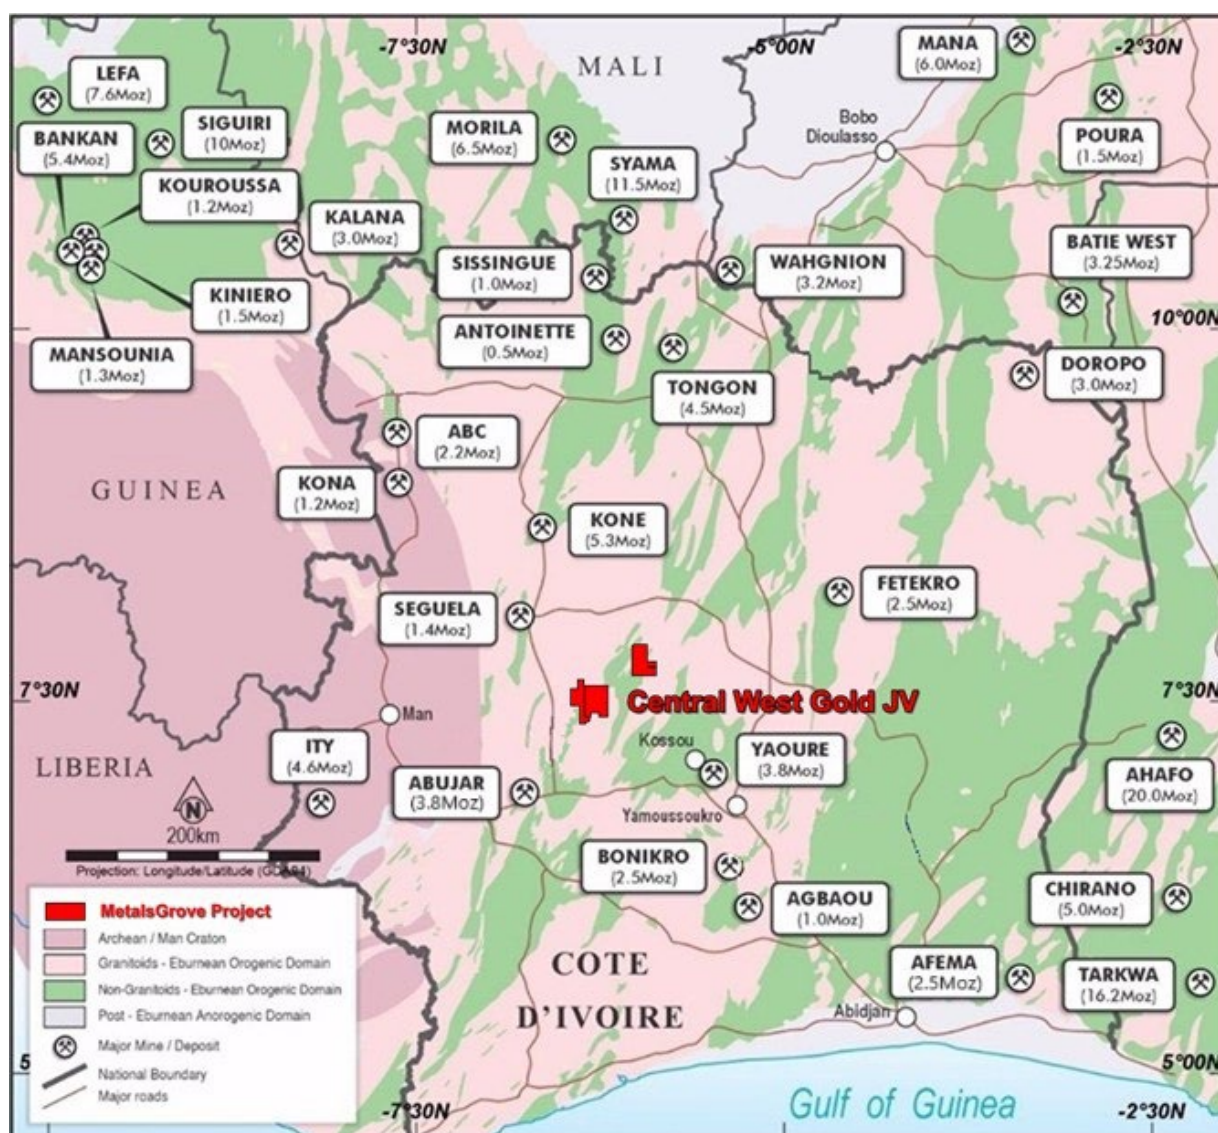 -7°30N
-5°00N
-2°30N
MALI
MANA
(6.0Moz)
LEFA
(7.6Moz)
SIGUIRI
(10Moz)
BANKAN
(5.4Moz)
MORILA
(6.5Moz)
Bobo
Dioulasso
POURA
(1.5Moz)
SYAMA
(11.5Moz)
KOUROUSSA
(1.2Moz)
KALANA
(3.0Moz)
SISSINGUE
(1.0Moz)
WAHGNION
(3.2Moz)
BATIE WEST
(3.25Moz)
KINIERO
(1.5Moz)
ANTOINETTE
(0.5Moz)
10°00N
MANSOUNIA
(1.3Moz)
TONGON
(4.5Moz)
DOROPO
(3.0Moz)
ABC
(2.2Moz)
GUINEA
KONA
(1.2Moz)
KONE
(5.3Moz)
FETEKRO
(2.5Moz)
SEGUELA
(1.4Moz)
7°30N
7°30N
Central West Gold JV
Man
Kossou
LIBERIA
ITY
(4.6Moz)
YAOURE
(3.8Moz)
ABUJAR
(3.8Moz)
AHAFO
(20.0Moz)
N
200km
Yamoussoukro
Projection: Longitude/Latitude (GDA94)
BONIKRO
(2.5Moz)
AGBAOU
(1.0Moz)
CHIRANO
(5.0Moz)
MetalsGrove Project
Archean / Man Craton
Granitoids - Eburnean Orogenic Domain
Non-Granitoids - Eburnean Orogenic Domain
Post - Eburnean Anorogenic Domain
Major Mine / Deposit
National Boundary
Major roads
COTE
D'IVOIRE
AFEMA
(2.5Moz)
TARKWA
(16.2Moz)
Abidjan
5
5°00N
-7°30N
Gulf of Guinea
-2°30N